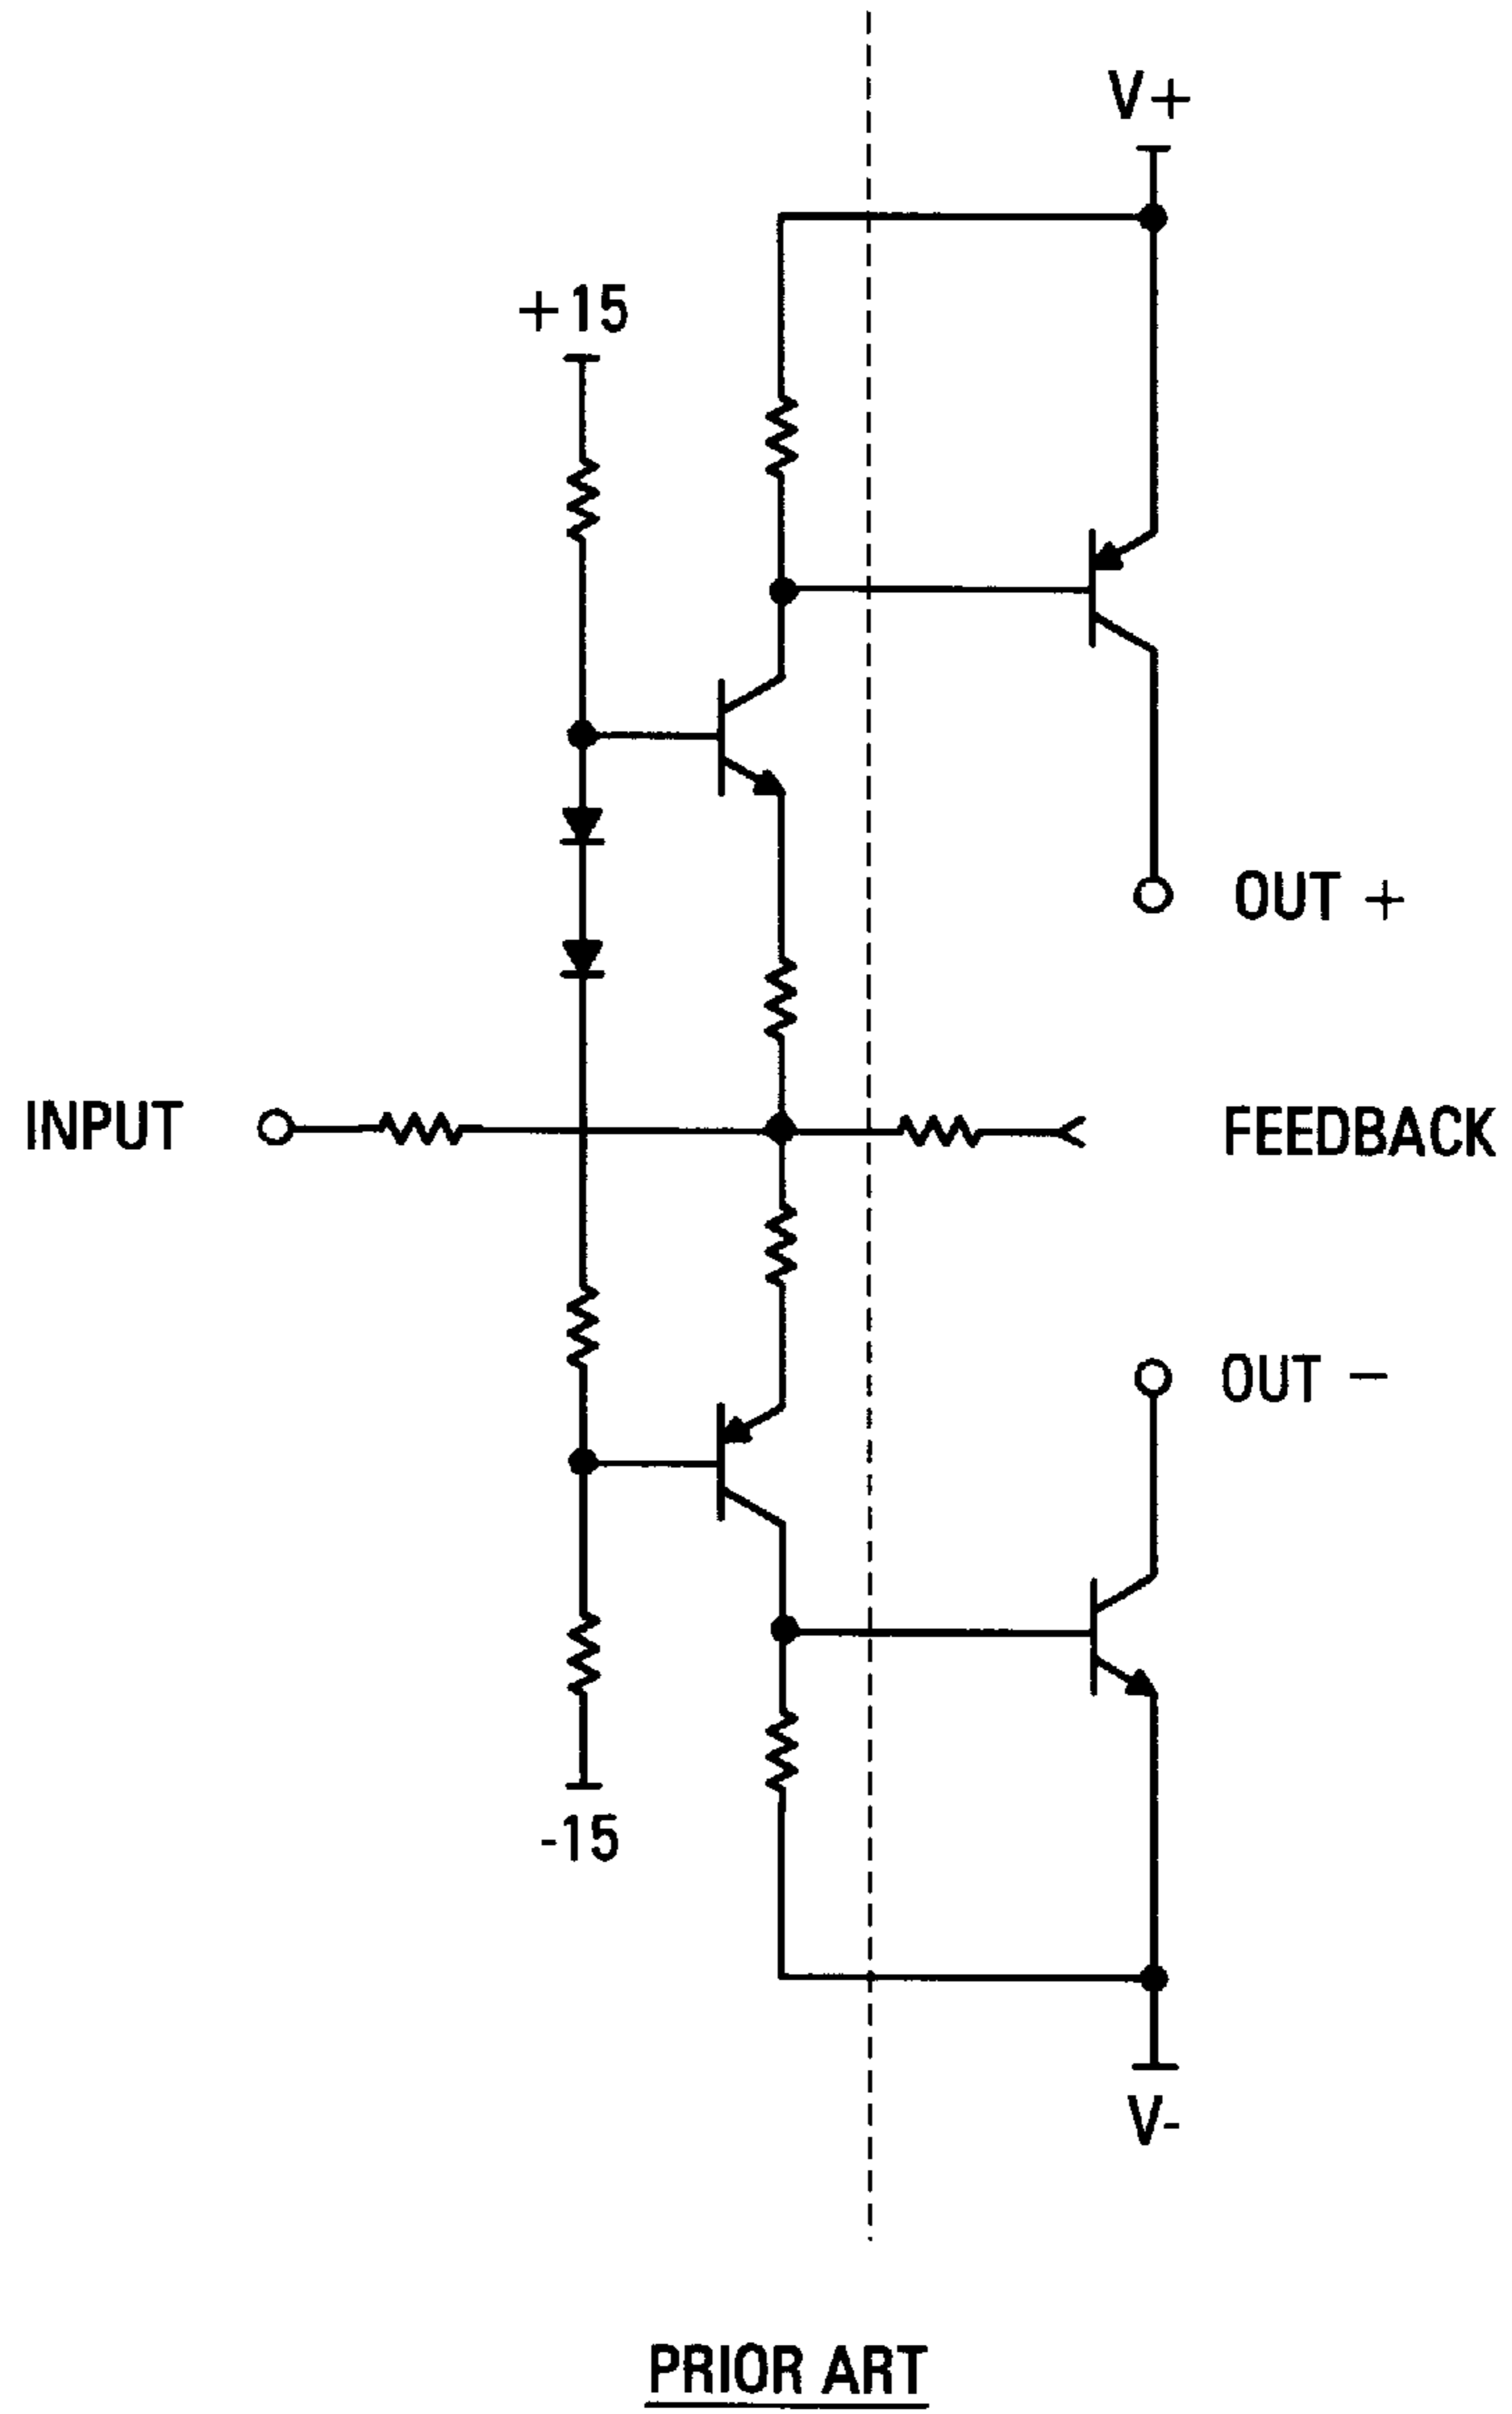 V+
+15
OUT +
INPUT
FEEDBACK
OUT −
-15
V-
PRIOR ART